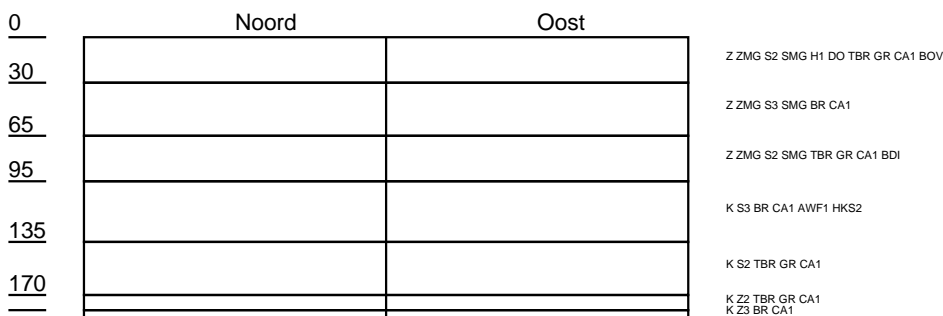 0 Noord Oost
Z ZMG S2 SMG H1 DO TBR GR CA1 BOV
30
Z ZMG S3 SMG BR CA1
65
Z ZMG S2 SMG TBR GR CA1 BDI
95
K S3 BR CA1 AWF1 HKS2
135
K S2 TBR GR CA1
170
K Z2 TBR GR CA1
K Z3 BR CA1